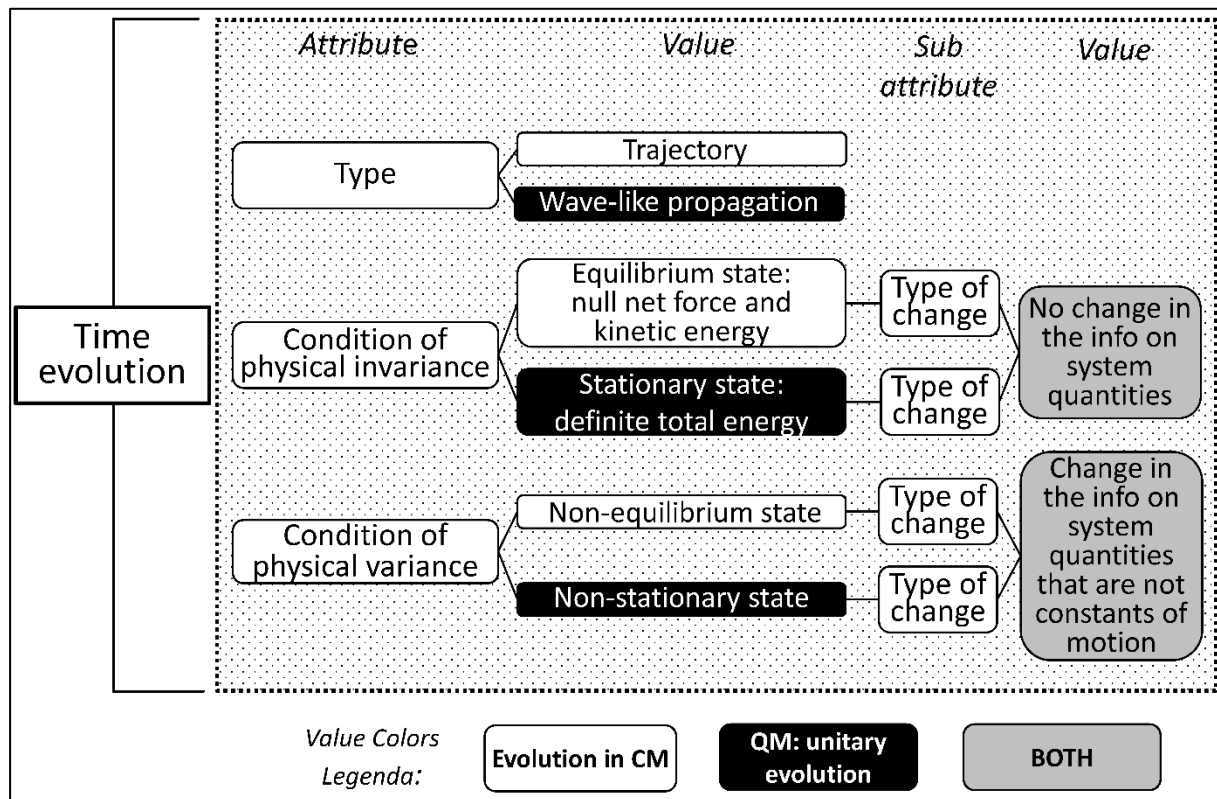 Attribute
Value
Sub
attribute
Value
Time
evolution
Type
Trajectory
Wave-like propagation
Condition of
physical invariance
Equilibrium state:
null net force and
kinetic energy
Type of
change
Stationary state:
definite total energy
Type of
change
No change in
the info on
system
quantities
Condition of
physical variance
Non-equilibrium state
Type of
change
Non-stationary state
Type of
change
Change in
the info on
system
quantities
that are not
constants of
motion
Value Colors
Legenda:
Evolution in CM
QM: unitary
evolution
BOTH